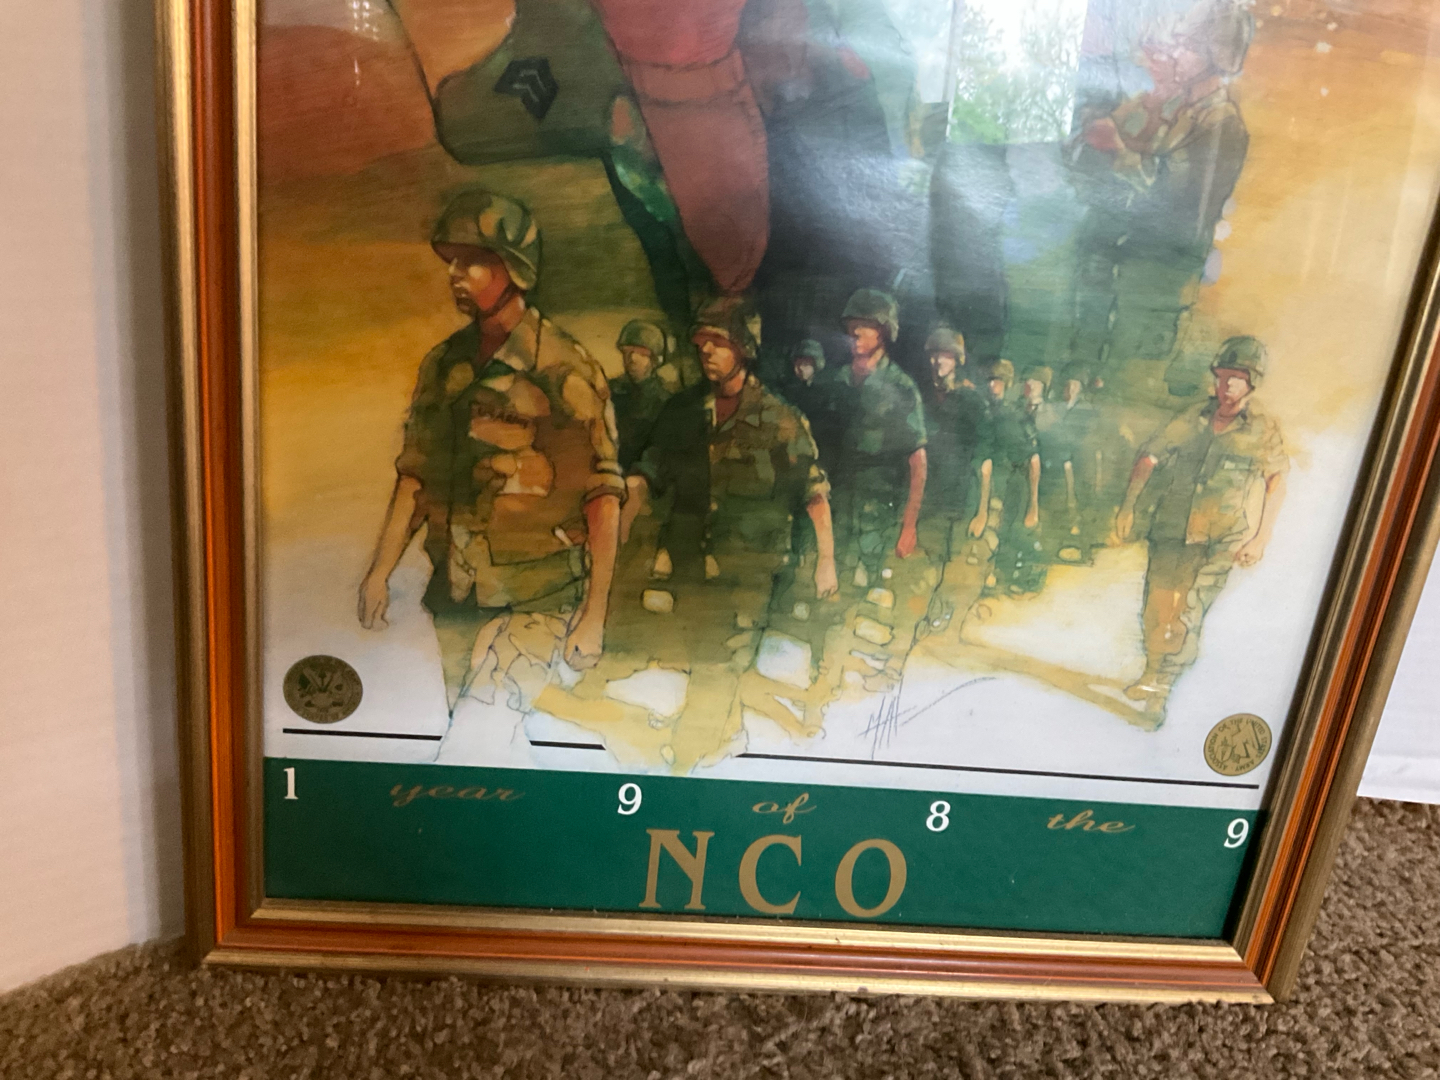 1 year 9 of 8 the 9
NCO